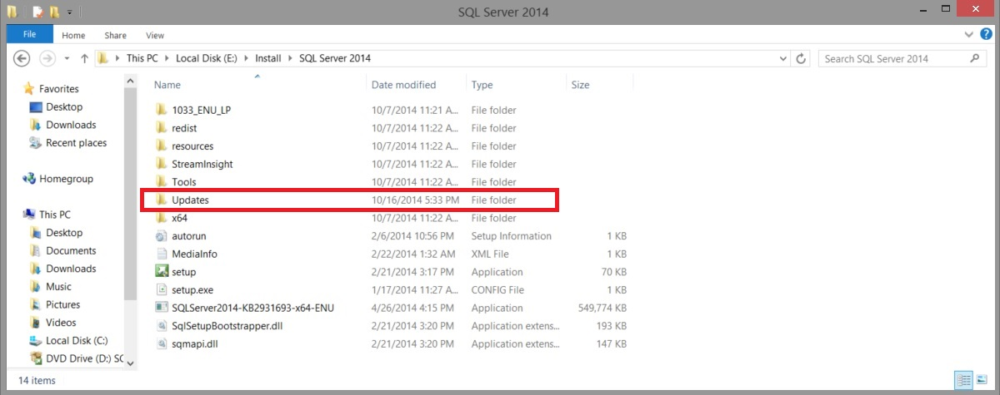 SQL Server 2014
File Home Share View
This PC Local Disk (E:) Install SQL Server 2014 Search SQL Server 2014
Favorites
Desktop
Downloads
Recent places
Homegroup
This PC
Desktop
Documents
Downloads
Music
Pictures
Videos
Local Disk (C:)
DVD Drive (D:) SQ
Name Date modified Type Size
1033_ENU_LP 10/7/2014 11:21 A... File folder
redist 10/7/2014 11:22 A... File folder
resources 10/7/2014 11:22 A... File folder
StreamInsight 10/7/2014 11:22 A... File folder
Tools 10/7/2014 11:22 A... File folder
Updates 10/16/2014 5:33 PM File folder
x64 10/7/2014 11:22 A... File folder
autorun 2/6/2014 10:56 PM Setup Information 1 KB
MediaInfo 2/22/2014 1:32 AM XML File 1 KB
setup 2/21/2014 3:17 PM Application 70 KB
setup.exe 1/17/2014 11:27 A... CONFIG File 1 KB
SQLServer2014-KB2931693-x64-ENU 4/26/2014 4:15 PM Application 549,774 KB
SqlSetupBootstrapper.dll 2/21/2014 3:20 PM Application extens... 193 KB
sqmapi.dll 2/21/2014 3:20 PM Application extens... 147 KB
14 items